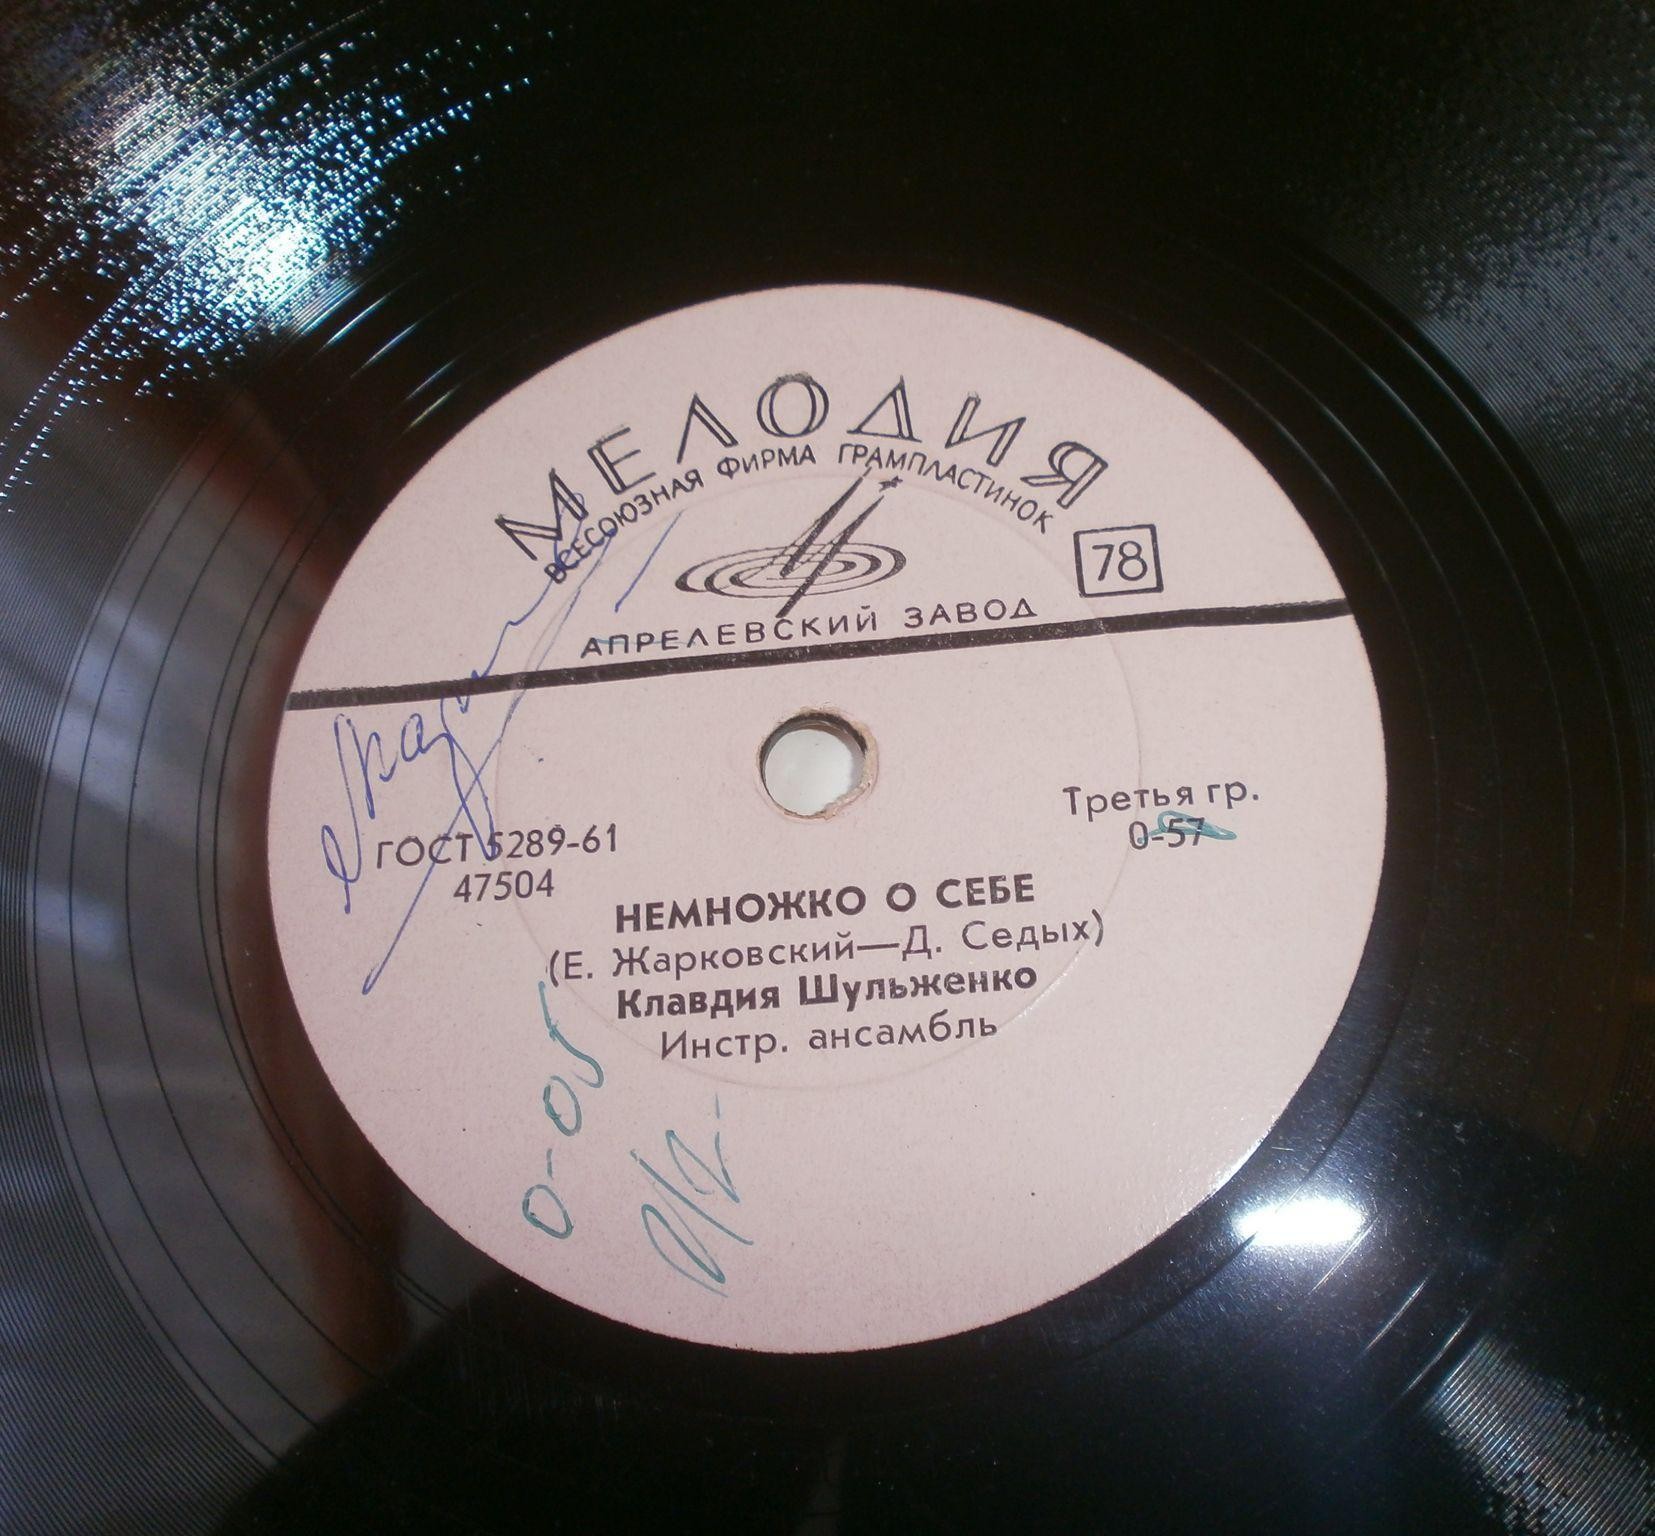 МЕЛОДИЯ
ВСЕСОЮЗНАЯ ФИРМА ГРАМПЛАСТИНОК
78
АПРЕЛЕВСКИЙ ЗАВОД
ГОСТ 5289-61
47504
Третья гр.
0-57
НЕМНОЖКО О СЕБЕ
(Е. Жарковский—Д. Седых)
Клавдия Шульженко
Инстр. ансамбль
0-05